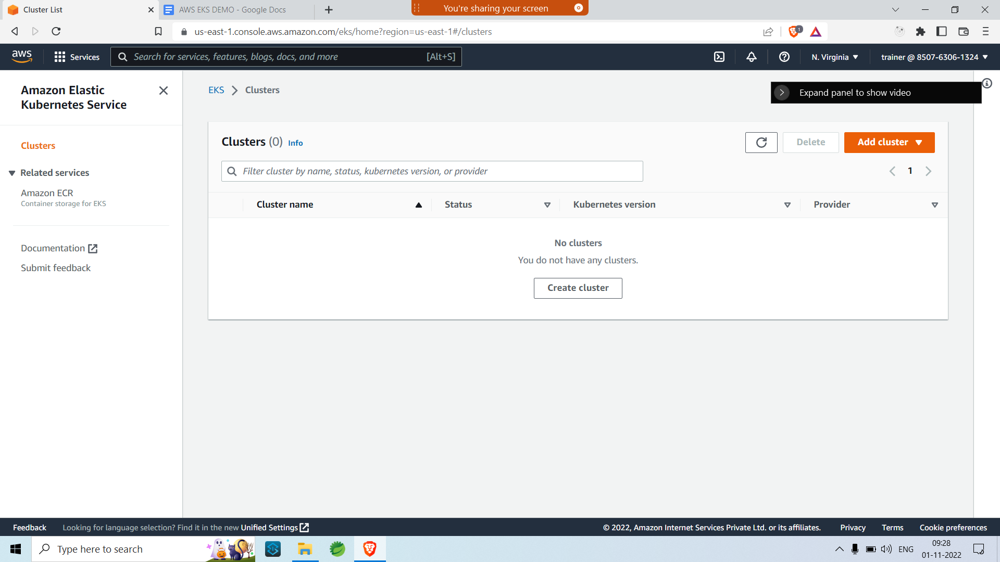 Cluster List
AWS EKS DEMO - Google Docs
You're sharing your screen
us-east-1.console.aws.amazon.com/eks/home?region=us-east-1#/clusters
1
aws
Services
Search for services, features, blogs, docs, and more
[Alt+S]
N. Virginia
trainer @ 8507-6306-1324
Amazon Elastic
Kubernetes Service
Clusters
Related services
Amazon ECR
Container storage for EKS
Documentation
Submit feedback
EKS
Clusters
Expand panel to show video
Clusters (0) Info
Delete
Add cluster
Filter cluster by name, status, kubernetes version, or provider
1
Cluster name
Status
Kubernetes version
Provider
No clusters
You do not have any clusters.
Create cluster
Feedback
Looking for language selection? Find it in the new Unified Settings
© 2022, Amazon Internet Services Private Ltd. or its affiliates.
Privacy
Terms
Cookie preferences
Type here to search
ENG
09:28
01-11-2022